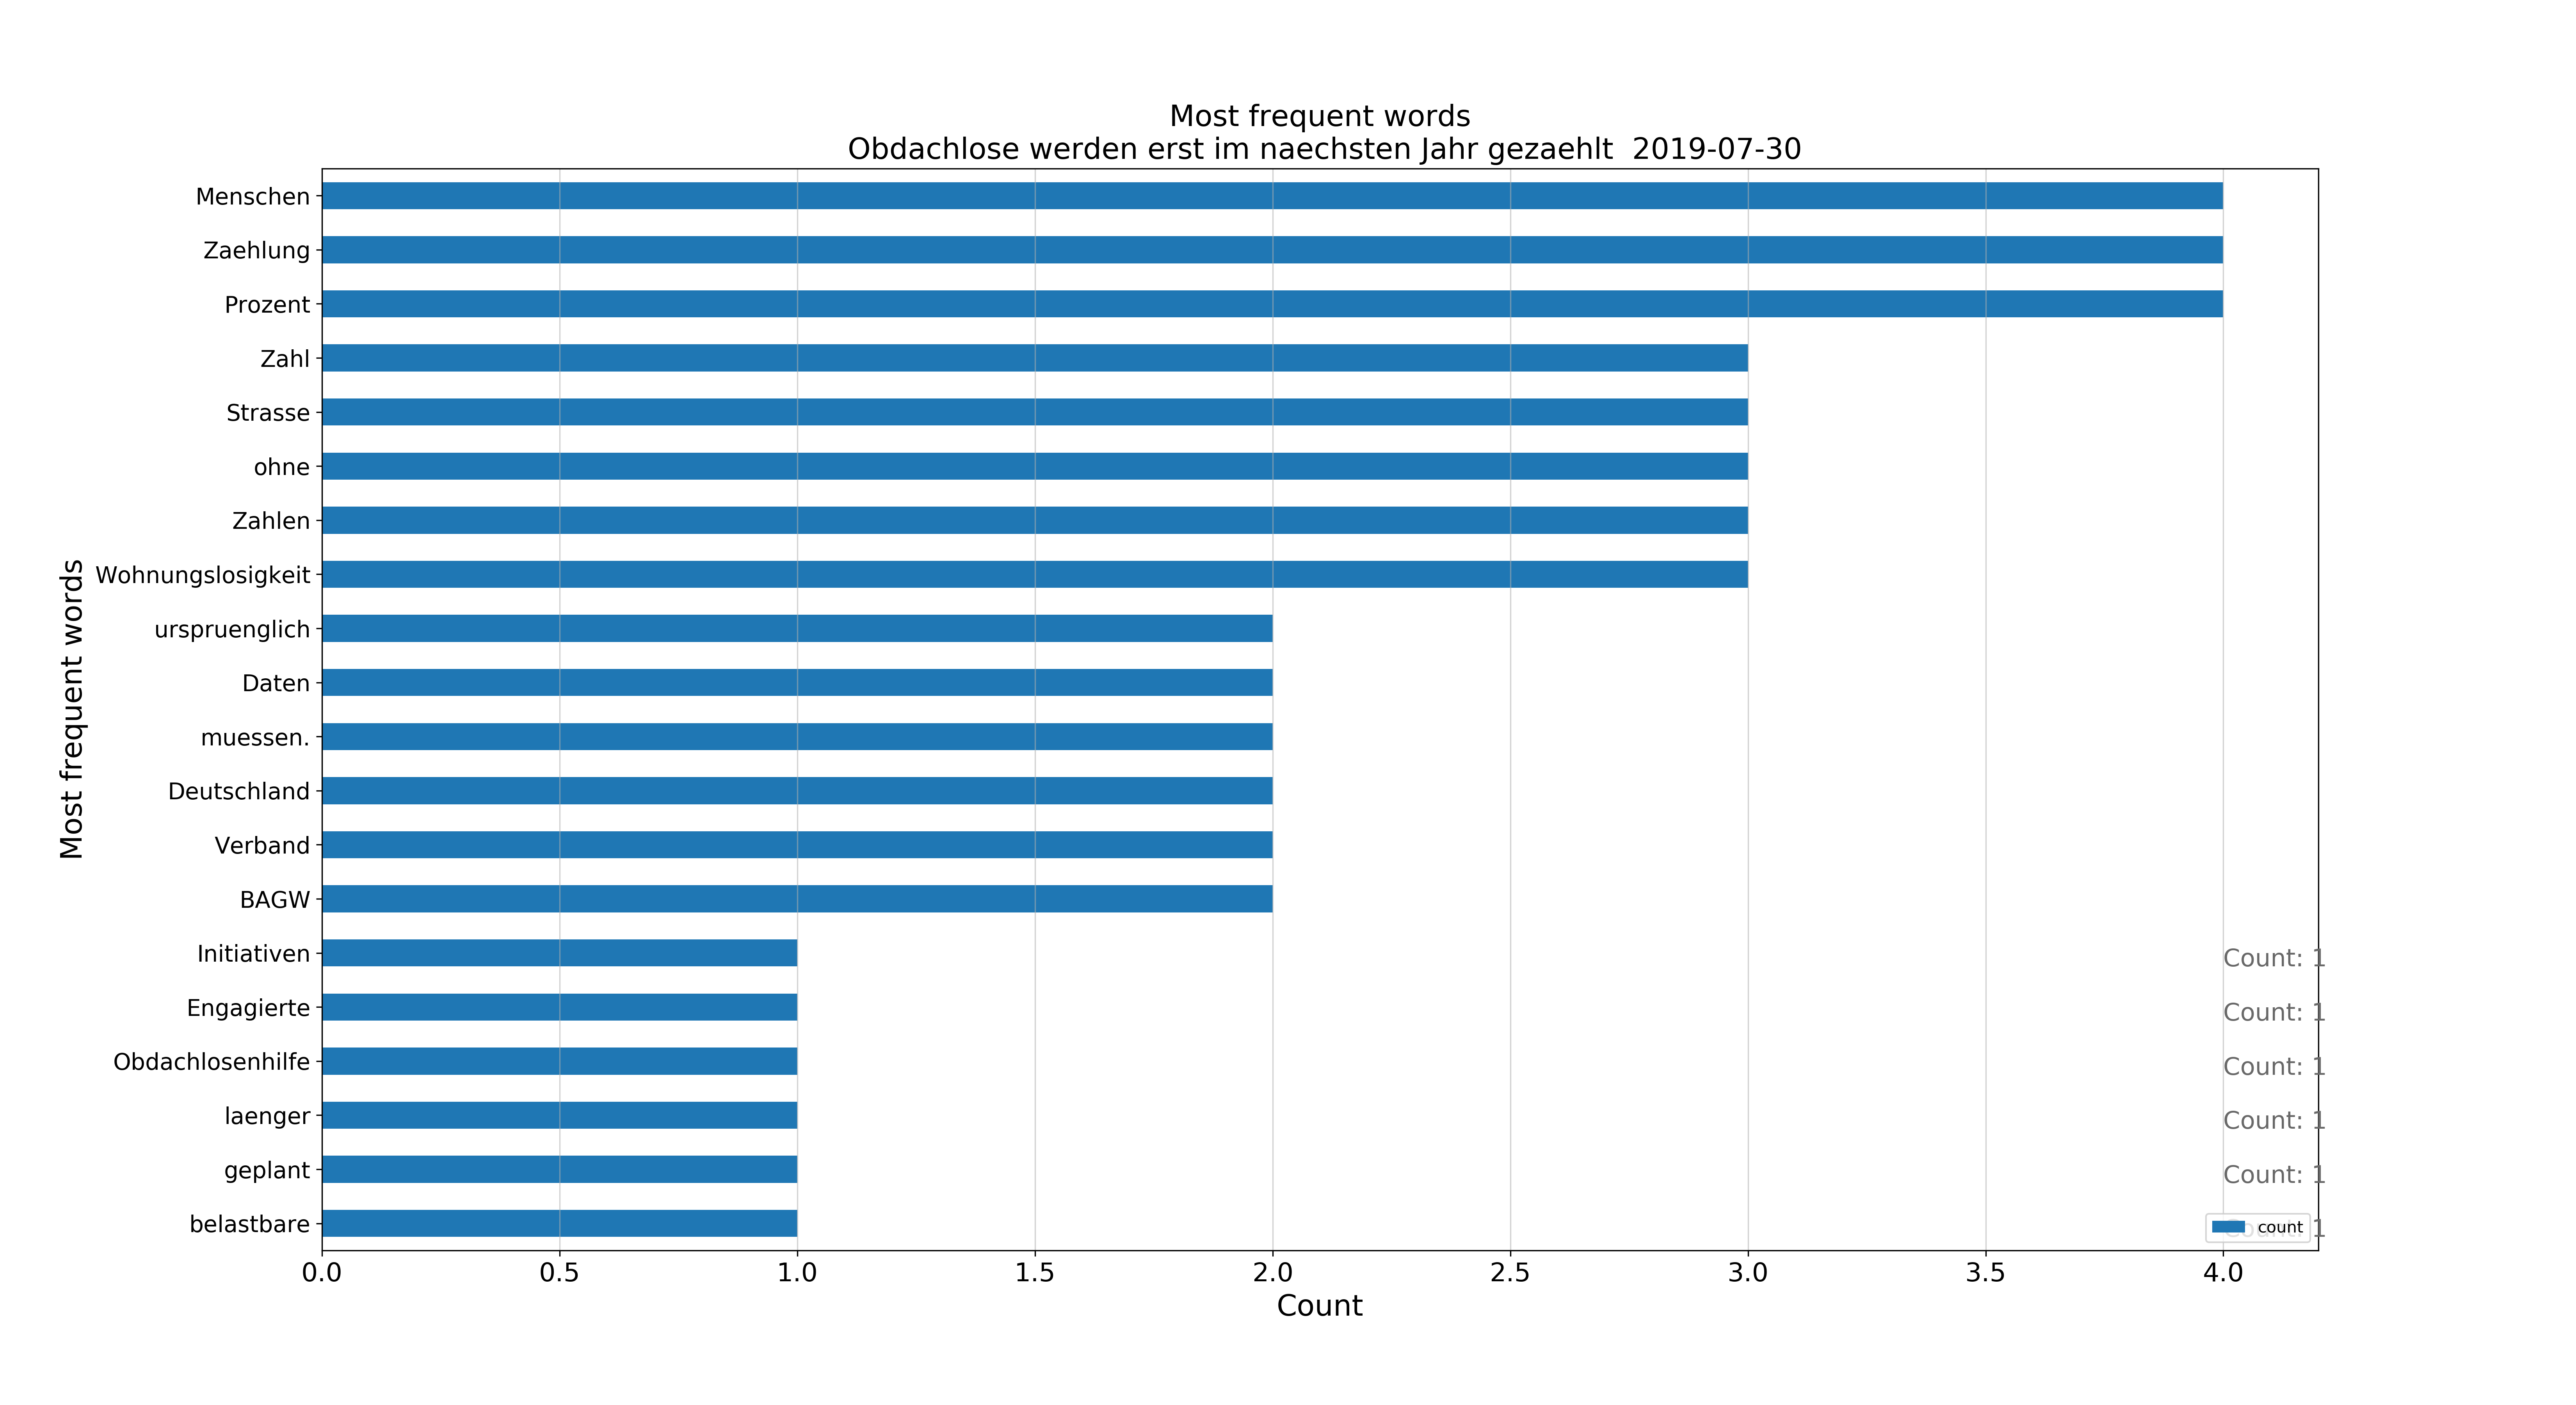 Most frequent words
Obdachlose werden erst im naechsten Jahr gezaehlt  2019-07-30
Most frequent words
Menschen
Zaehlung
Prozent
Zahl
Strasse
ohne
Zahlen
Wohnungslosigkeit
urspruenglich
Daten
muessen.
Deutschland
Verband
BAGW
Initiativen Count: 1
Engagierte Count: 1
Obdachlosenhilfe Count: 1
laenger Count: 1
geplant Count: 1
belastbare Count: 1
count
0.0 0.5 1.0 1.5 2.0 2.5 3.0 3.5 4.0
Count